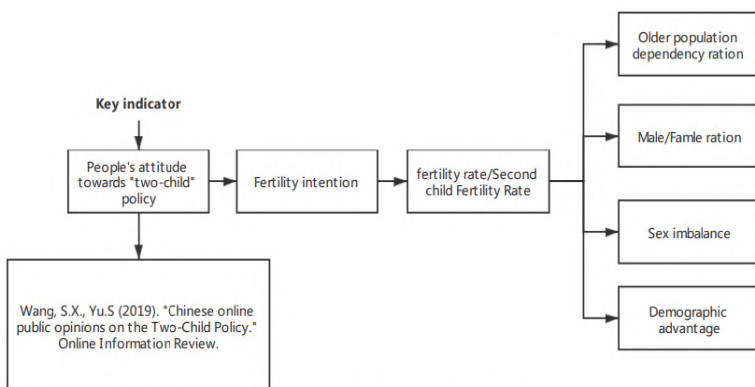 Key indicator
People's attitude
towards "two-child"
policy
Fertility intention
fertility rate/Second
child Fertility Rate
Older population
dependency ration
Male/Famle ration
Sex imbalance
Demographic
advantage
Wang, S.X., Yu.S (2019). "Chinese online
public opinions on the Two-Child Policy."
Online Information Review.